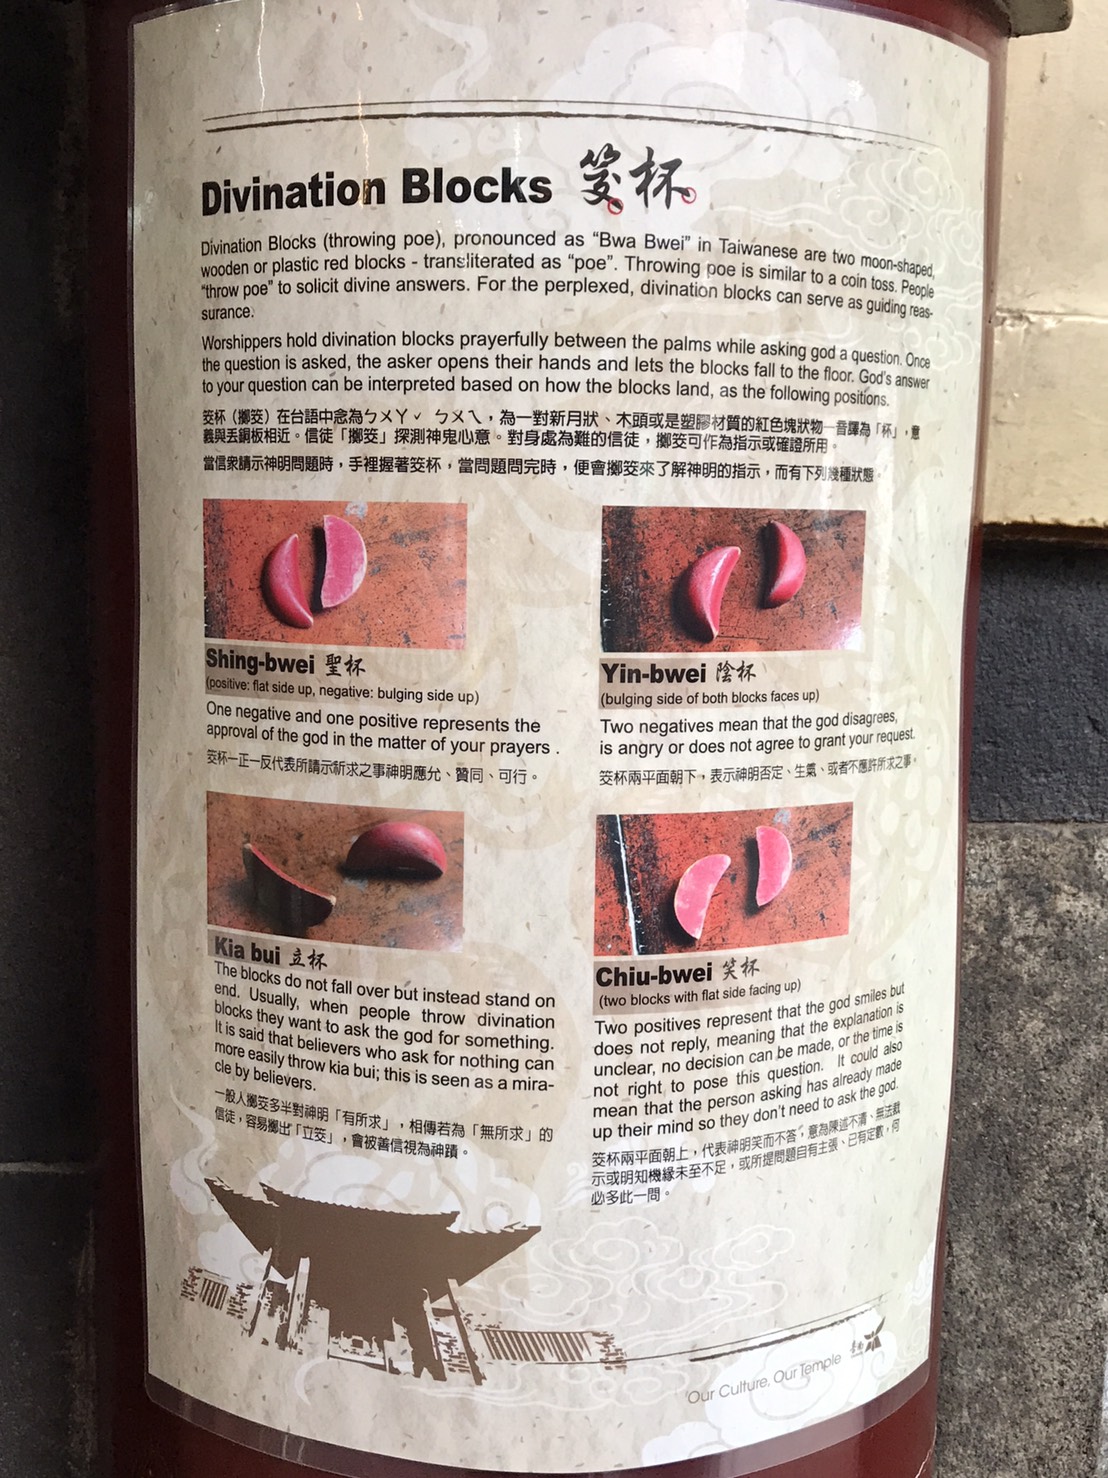 Divination Blocks 筊杯
Divination Blocks (throwing poe), pronounced as “Bwa Bwei” in Taiwanese are two moon-shaped,
wooden or plastic red blocks - transliterated as “poe”. Throwing poe is similar to a coin toss. People
“throw poe” to solicit divine answers. For the perplexed, divination blocks can serve as guiding reas-
surance.
Worshippers hold divination blocks prayerfully between the palms while asking god a question. Once
the question is asked, the asker opens their hands and lets the blocks fall to the floor. God's answer
to your question can be interpreted based on how the blocks land, as the following positions.
筊杯（擲筊）在台語中念為ㄅㄨㄚˇ ㄅㄨㄟ，為一對新月狀、木頭或是塑膠材質的紅色塊狀物—音譯為「杯」，意
義與丟銅板相近。信徒「擲筊」探測神鬼心意。對身處為難的信徒，擲筊可作為指示或確證所用。
當信衆請示神明問題時，手裡握著筊杯，當問題問完時，便會擲筊來了解神明的指示，而有下列幾種狀態
Shing-bwei 聖杯
(positive: flat side up, negative: bulging side up)
One negative and one positive represents the
approval of the god in the matter of your prayers .
筊杯一正一反代表所請示祈求之事神明應允、贊同、可行。
Yin-bwei 陰杯
(bulging side of both blocks faces up)
Two negatives mean that the god disagrees,
is angry or does not agree to grant your request.
筊杯兩平面朝下，表示神明否定、生氣、或者不應許所求之事。
Kia bui 立杯
The blocks do not fall over but instead stand on
end. Usually, when people throw divination
blocks they want to ask the god for something.
It is said that believers who ask for nothing can
more easily throw kia bui; this is seen as a mira-
cle by believers.
一般人擲筊多半對神明「有所求」，相傳若為「無所求」的
信徒，容易擲出「立筊」，會被善信視為神蹟。
Chiu-bwei 笑杯
(two blocks with flat side facing up)
Two positives represent that the god smiles but
does not reply, meaning that the explanation is
unclear, no decision can be made, or the time is
not right to pose this question. It could also
mean that the person asking has already made
up their mind so they don't need to ask the god.
筊杯兩平面朝上，代表神明笑而不答，意為陳述不清、無法裁
示或明知機緣未至不足，或所提問題自有主張、已有定數，何
必多此一問。
Our Culture, Our Temple